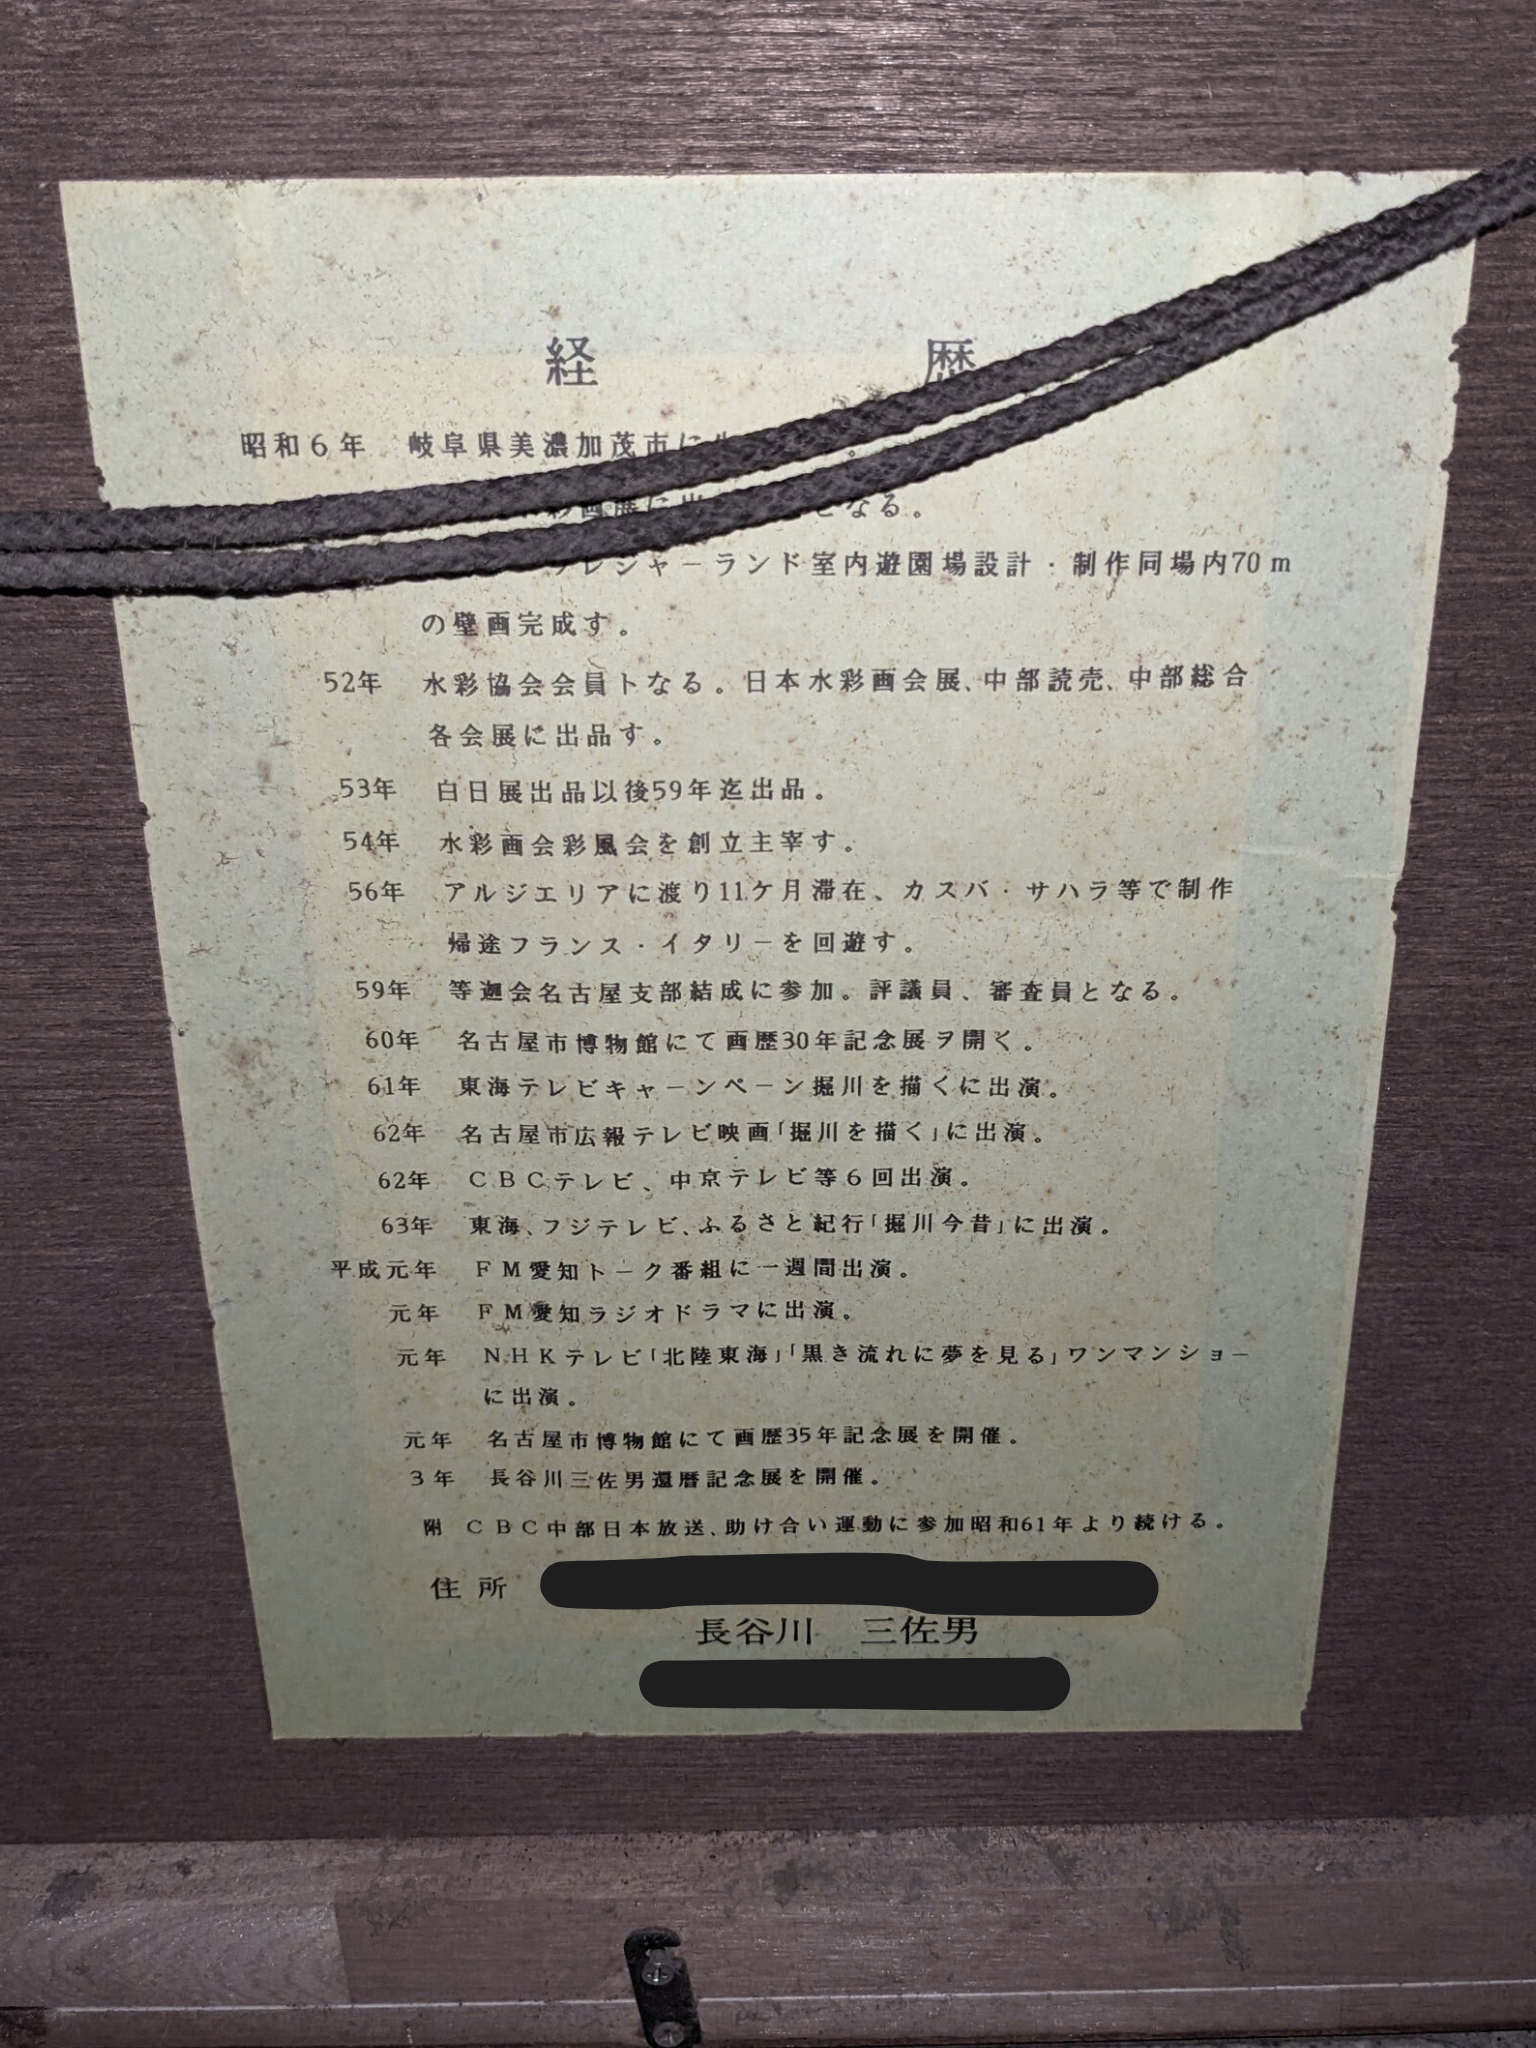 経 歴
昭和6年 岐阜県美濃加茂市に
画展に となる。
レジャーランド室内遊園場設計・制作同場内70m
の壁画完成す。
52年 水彩協会会員トなる。日本水彩画会展、中部読売、中部総合
各会展に出品す。
53年 白日展出品以後59年迄出品。
54年 水彩画会彩風会を創立主宰す。
56年 アルジエリアに渡り11ケ月滞在、カスバ・サハラ等で制作
帰途フランス・イタリーを回遊す。
59年 等迦会名古屋支部結成に参加。評議員、審査員となる。
60年 名古屋市博物館にて画歴30年記念展ヲ開く。
61年 東海テレビキャーンペーン掘川を描くに出演。
62年 名古屋市広報テレビ映画「掘川を描く」に出演。
62年 CBCテレビ、中京テレビ等6回出演。
63年 東海、フジテレビ、ふるさと紀行「掘川今昔」に出演。
平成元年 FM愛知トーク番組に一週間出演。
元年 FM愛知ラジオドラマに出演。
元年 NHKテレビ「北陸東海」「黒き流れに夢を見る」ワンマンショー
に出演。
元年 名古屋市博物館にて画歴35年記念展を開催。
3年 長谷川三佐男還暦記念展を開催。
附 CBC中部日本放送、助け合い運動に参加昭和61年より続ける。
住所
長谷川 三佐男